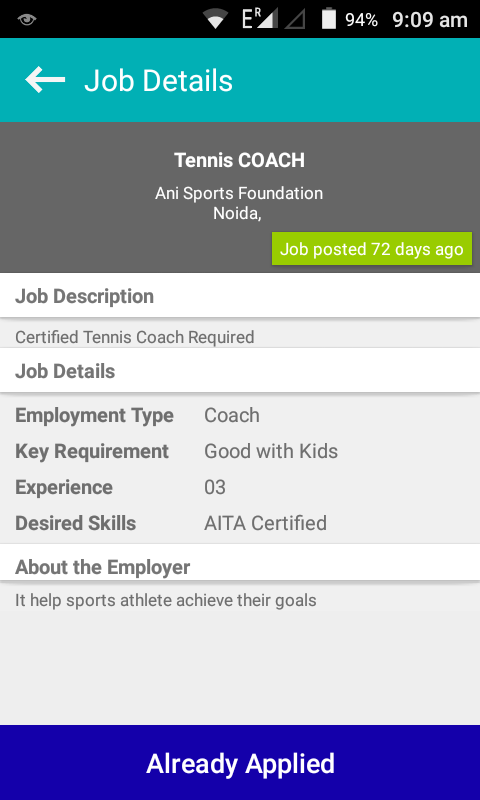 E R 94% 9:09 am
Job Details
Tennis COACH
Ani Sports Foundation
Noida,
Job posted 72 days ago
Job Description
Certified Tennis Coach Required
Job Details
Employment Type Coach
Key Requirement Good with Kids
Experience 03
Desired Skills AITA Certified
About the Employer
It help sports athlete achieve their goals
Already Applied